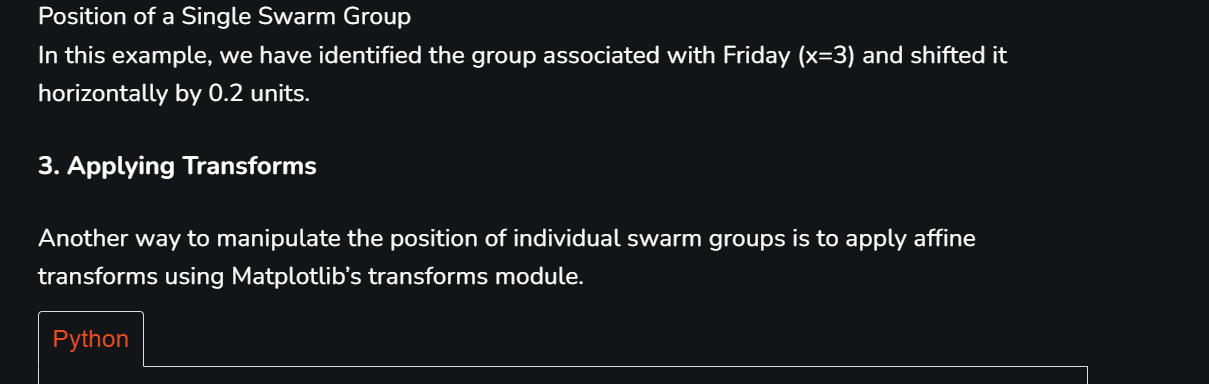 Position of a Single Swarm Group
In this example, we have identified the group associated with Friday (x=3) and shifted it
horizontally by 0.2 units.
3. Applying Transforms
Another way to manipulate the position of individual swarm groups is to apply affine
transforms using Matplotlib’s transforms module.
Python